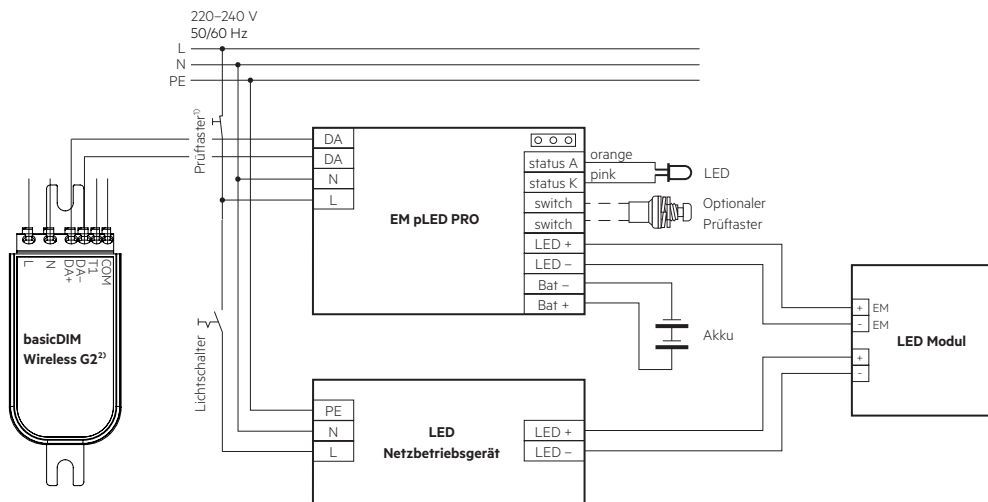 220–240 V
50/60 Hz
L
N
PE
Prüftaster¹⁾
DA
DA
N
L
EM pLED PRO
status A
status K
switch
switch
LED +
LED –
Bat –
Bat +
orange
pink
LED
Optionaler
Prüftaster
Akku
L
N
DA+
DA–
T1
COM
basicDIM
Wireless G2²⁾
Lichtschalter
PE
N
L
LED
Netzbetriebsgerät
LED +
LED –
+ EM
- EM
+
-
LED Modul